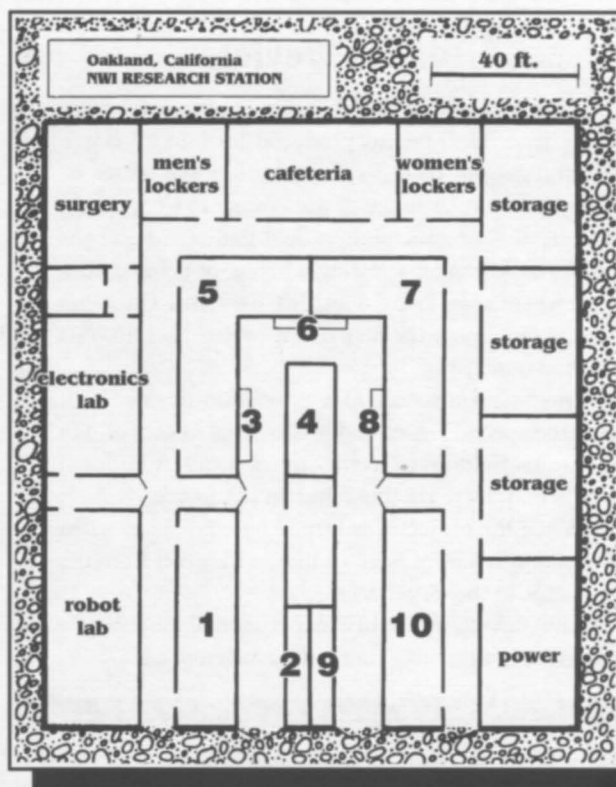 Oakland, California
NWI RESEARCH STATION
40 ft.
men's
lockers
cafeteria
women's
lockers
surgery
storage
5
7
6
storage
electronics
lab
3
4
8
storage
robot
lab
1
2
9
10
power